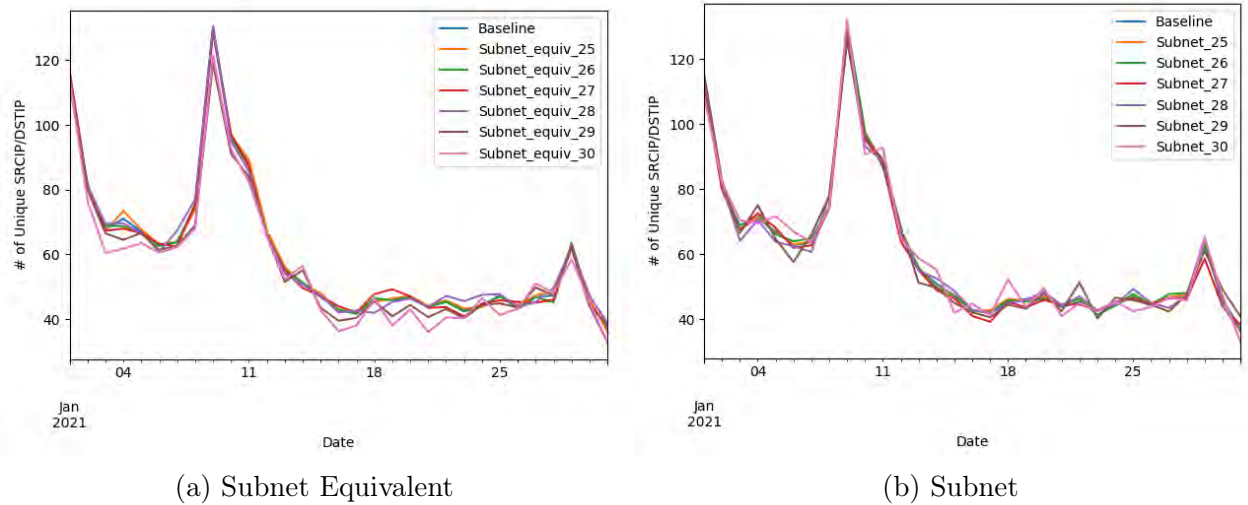 # of Unique SRCIP/DSTIP
120
100
80
60
40
04
11
18
25
Jan
2021
Date
Baseline
Subnet_equiv_25
Subnet_equiv_26
Subnet_equiv_27
Subnet_equiv_28
Subnet_equiv_29
Subnet_equiv_30
(a) Subnet Equivalent
# of Unique SRCIP/DSTIP
120
100
80
60
40
04
11
18
25
Jan
2021
Date
Baseline
Subnet_25
Subnet_26
Subnet_27
Subnet_28
Subnet_29
Subnet_30
(b) Subnet